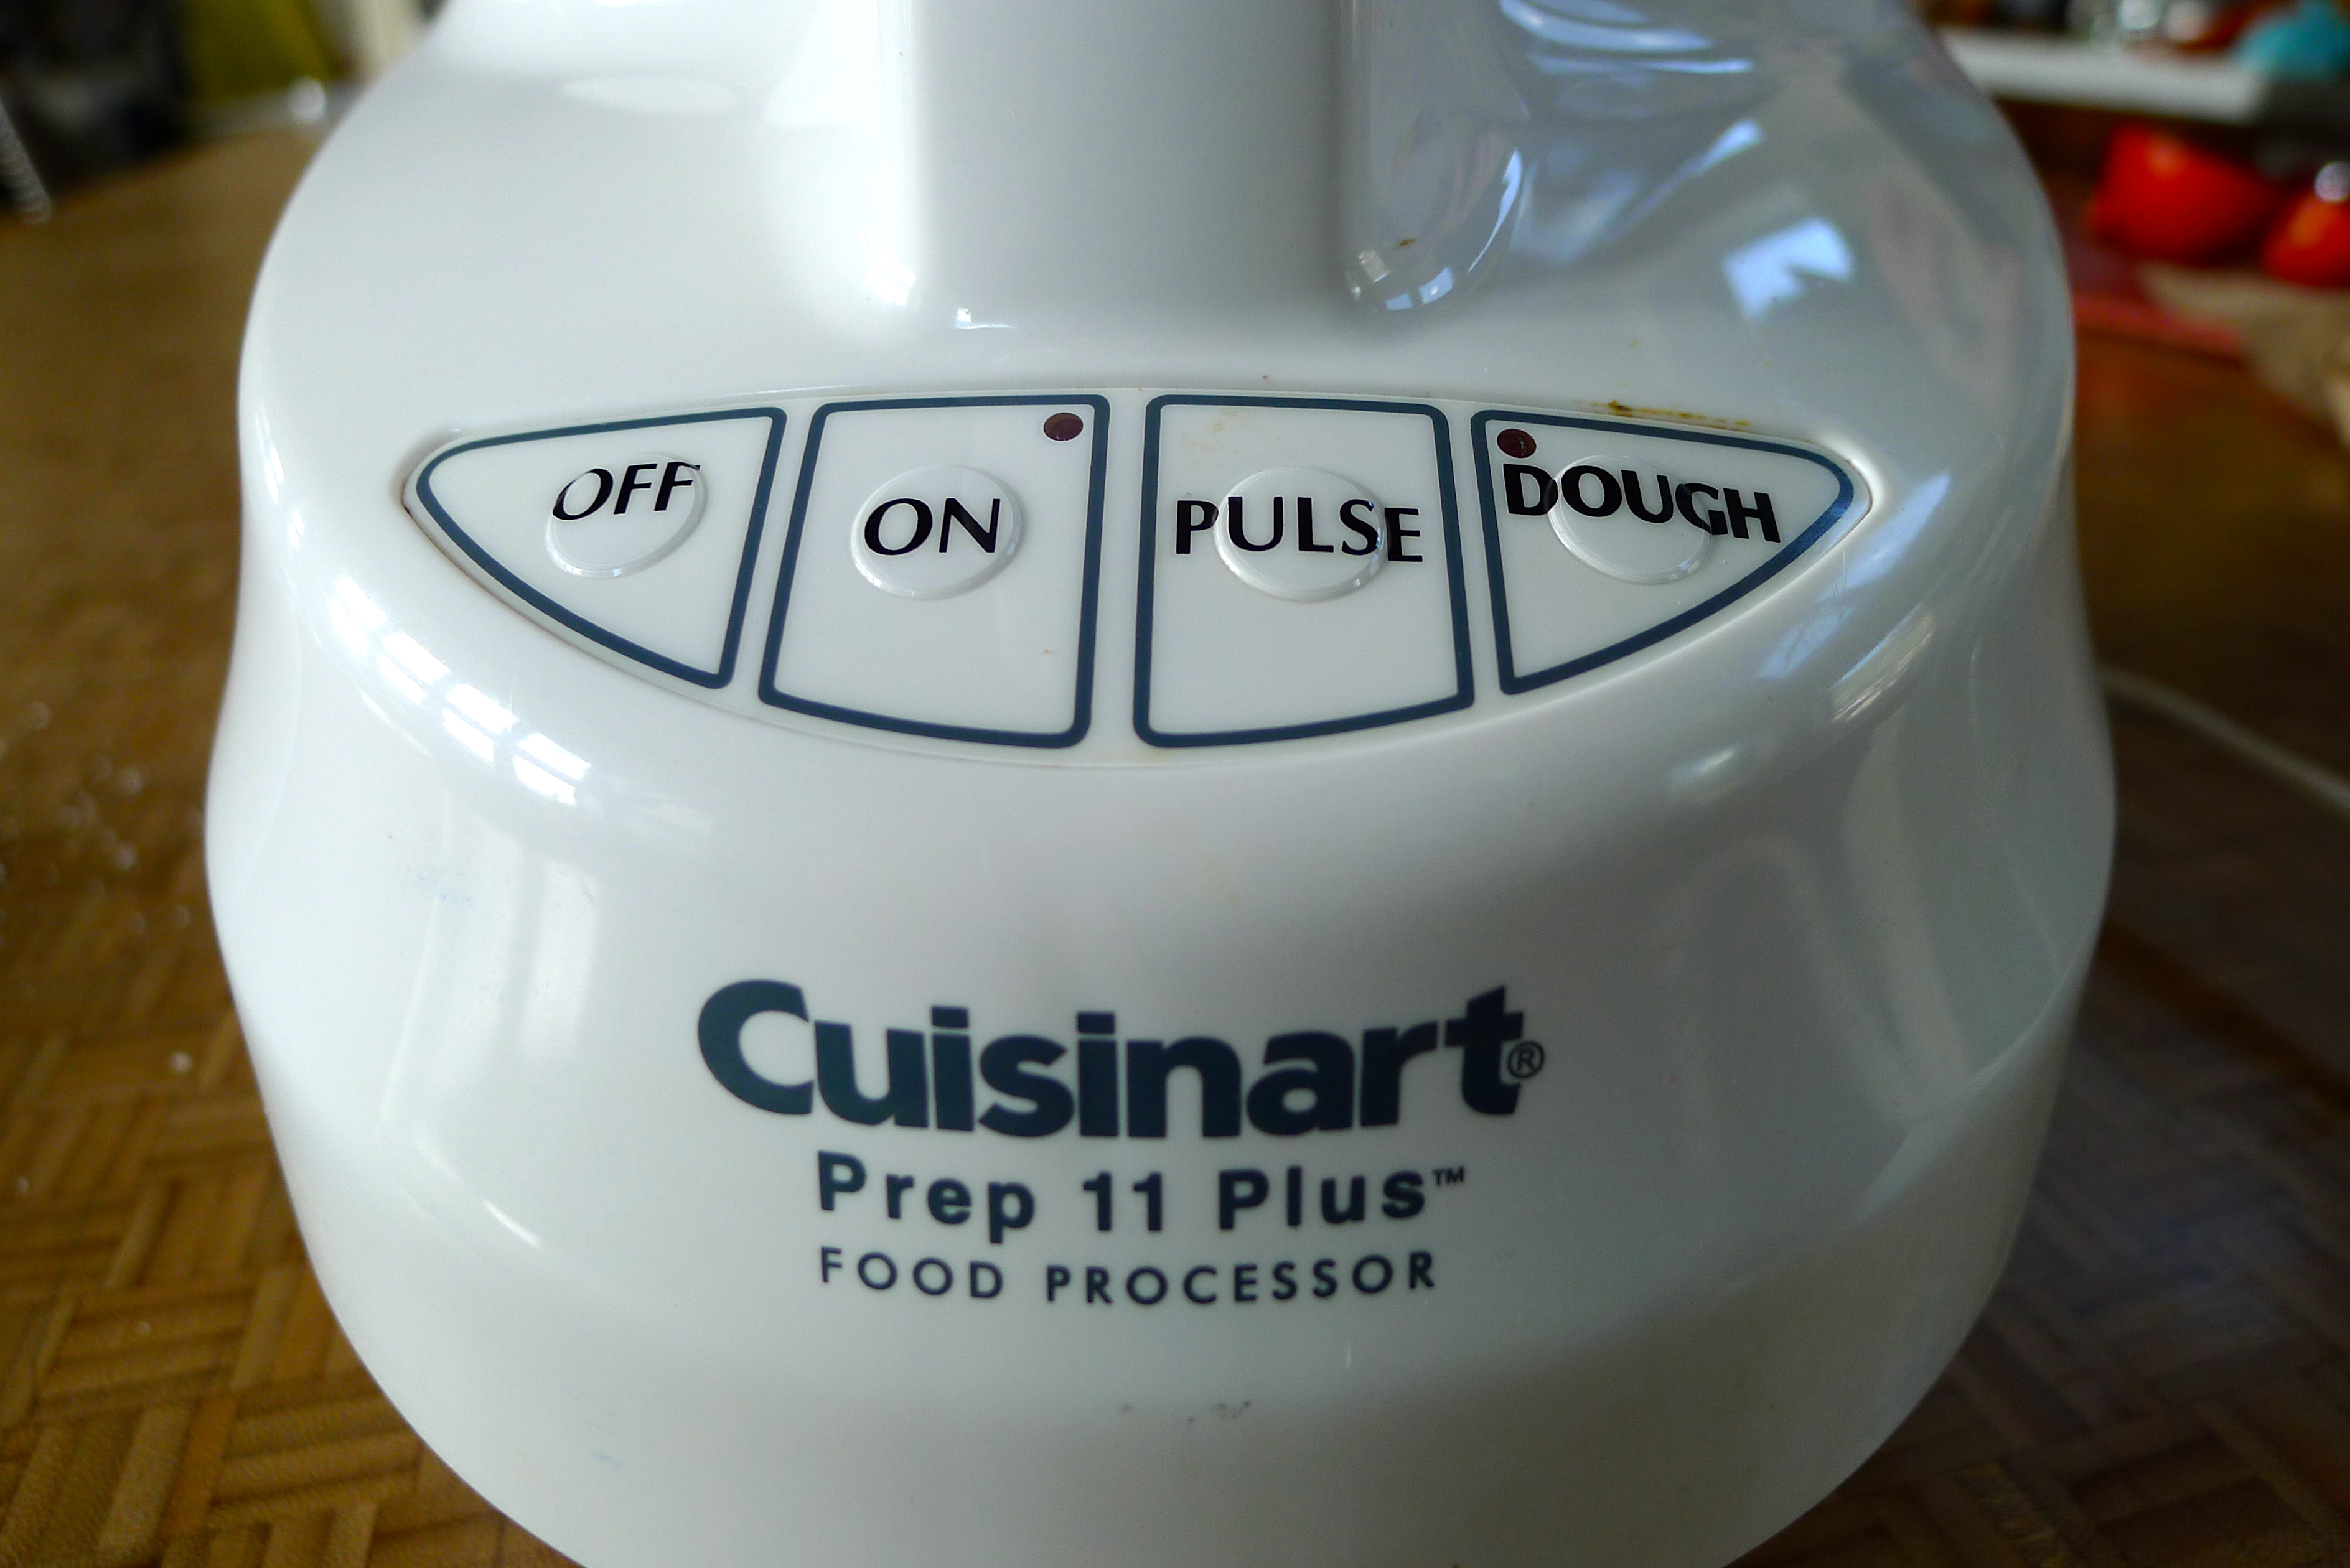 OFF ON PULSE DOUGH
Cuisinart®
Prep 11 Plus™
FOOD PROCESSOR